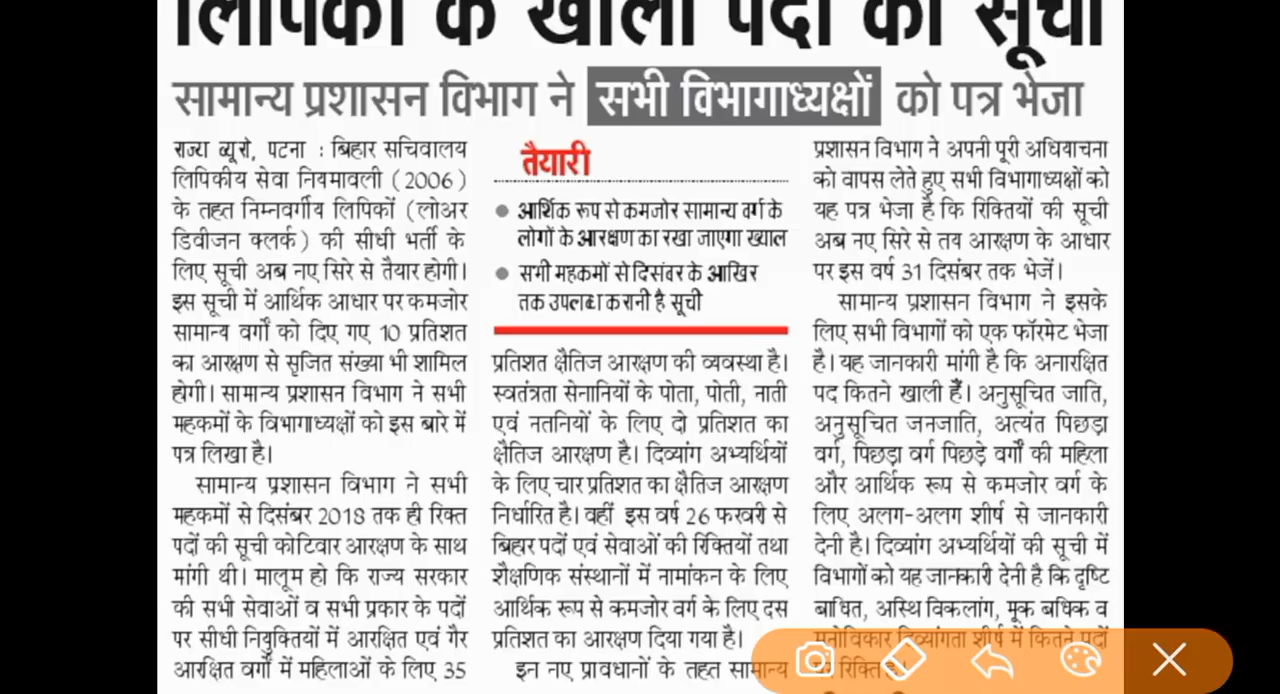 लिपिकों के खाली पदों की सूची
सामान्य प्रशासन विभाग ने सभी विभागाध्यक्षों को पत्र भेजा
राज्य ब्यूरो, पटना : बिहार सचिवालय
लिपिकीय सेवा नियमावली (2006)
के तहत निम्नवर्गीय लिपिकों (लोअर
डिवीजन क्लर्क) की सीधी भर्ती के
लिए सूची अब नए सिरे से तैयार होगी।
इस सूची में आर्थिक आधार पर कमजोर
सामान्य वर्गों को दिए गए 10 प्रतिशत
का आरक्षण से सृजित संख्या भी शामिल
होगी। सामान्य प्रशासन विभाग ने सभी
महकमों के विभागाध्यक्षों को इस बारे में
पत्र लिखा है।
सामान्य प्रशासन विभाग ने सभी
महकमों से दिसंबर 2018 तक ही रिक्त
पदों की सूची कोटिवार आरक्षण के साथ
मांगी थी। मालूम हो कि राज्य सरकार
की सभी सेवाओं व सभी प्रकार के पदों
पर सीधी नियुक्तियों में आरक्षित एवं गैर
आरक्षित वर्गों में महिलाओं के लिए 35
तैयारी
आर्थिक रूप से कमजोर सामान्य वर्ग के
लोगों के आरक्षण का रखा जाएगा ख्याल
सभी महकमों से दिसंबर के आखिर
तक उपलब्ध करानी है सूची
प्रतिशत क्षैतिज आरक्षण की व्यवस्था है।
स्वतंत्रता सेनानियों के पोता, पोती, नाती
एवं नतनियों के लिए दो प्रतिशत का
क्षैतिज आरक्षण है। दिव्यांग अभ्यर्थियों
के लिए चार प्रतिशत का क्षैतिज आरक्षण
निर्धारित है। वहीं इस वर्ष 26 फरवरी से
बिहार पदों एवं सेवाओं की रिक्तियों तथा
शैक्षणिक संस्थानों में नामांकन के लिए
आर्थिक रूप से कमजोर वर्ग के लिए दस
प्रतिशत का आरक्षण दिया गया है।
इन नए प्रावधानों के तहत सामान्य
प्रशासन विभाग ने अपनी पूरी अधियाचना
को वापस लेते हुए सभी विभागाध्यक्षों को
यह पत्र भेजा है कि रिक्तियों की सूची
अब नए सिरे से तय आरक्षण के आधार
पर इस वर्ष 31 दिसंबर तक भेजें।
सामान्य प्रशासन विभाग ने इसके
लिए सभी विभागों को एक फॉरमेट भेजा
है। यह जानकारी मांगी है कि अनारक्षित
पद कितने खाली हैं। अनुसूचित जाति,
अनुसूचित जनजाति, अत्यंत पिछड़ा
वर्ग, पिछड़ा वर्ग पिछड़े वर्गों की महिला
और आर्थिक रूप से कमजोर वर्ग के
लिए अलग-अलग शीर्ष से जानकारी
देनी है। दिव्यांग अभ्यर्थियों की सूची में
विभागों को यह जानकारी देनी है कि दृष्टि
बाधित, अस्थि विकलांग, मूक बधिक व
मनोविकार दिव्यांगता शीर्ष में कितने पदों
रिक्ति